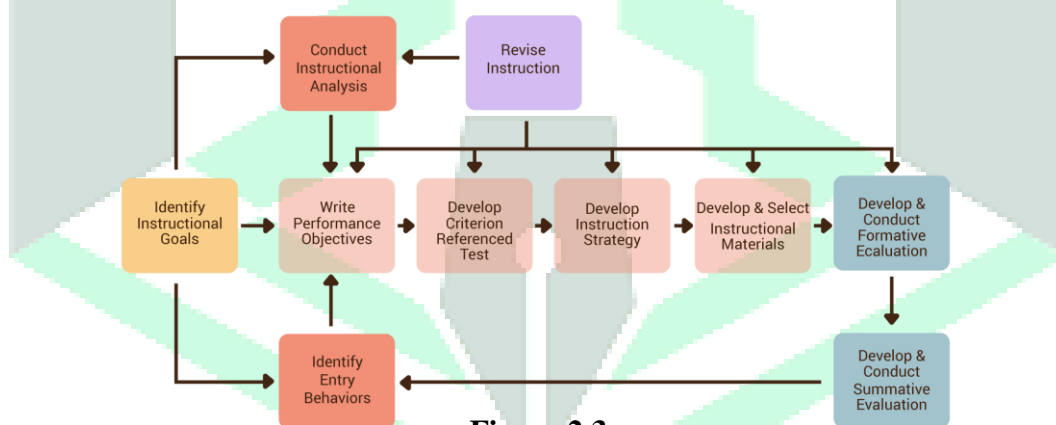 Conduct
Instructional
Analysis
Revise
Instruction
Identify
Instructional
Goals
Write
Performance
Objectives
Develop
Criterion
Referenced
Test
Develop
Instruction
Strategy
Develop & Select
Instructional
Materials
Develop &
Conduct
Formative
Ecaluation
Identify
Entry
Behaviors
Develop &
Conduct
Summative
Evaluation